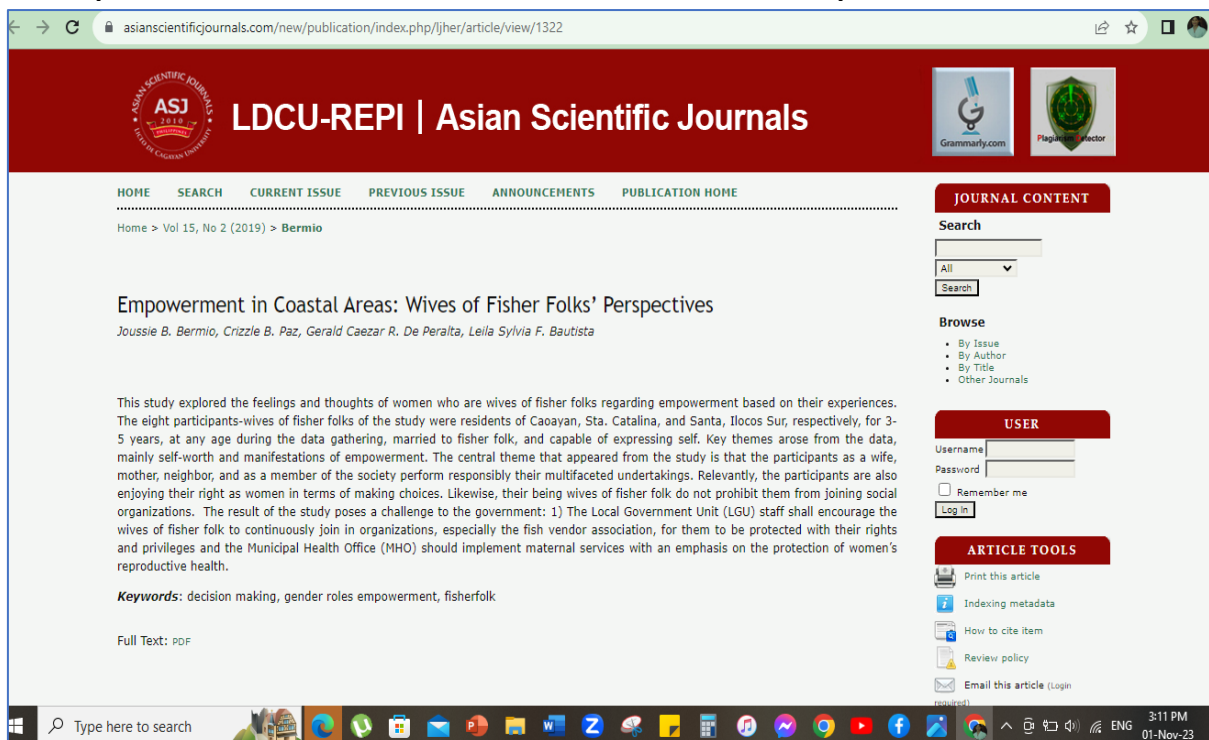 asianscientificjournals.com/new/publication/index.php/ljher/article/view/1322
ASIAN SCIENTIFIC JOURNALS
ASJ
2010
PHILIPPINES
LICEO DE CAGAYAN UNIVERSITY
LDCU-REPI | Asian Scientific Journals
Grammarly.com
HOME SEARCH CURRENT ISSUE PREVIOUS ISSUE ANNOUNCEMENTS PUBLICATION HOME
Home > Vol 15, No 2 (2019) > Bermio
Empowerment in Coastal Areas: Wives of Fisher Folks’ Perspectives
Joussie B. Bermio, Crizzle B. Paz, Gerald Caezar R. De Peralta, Leila Sylvia F. Bautista
This study explored the feelings and thoughts of women who are wives of fisher folks regarding empowerment based on their experiences.
The eight participants-wives of fisher folks of the study were residents of Caoayan, Sta. Catalina, and Santa, Ilocos Sur, respectively, for 3-
5 years, at any age during the data gathering, married to fisher folk, and capable of expressing self. Key themes arose from the data,
mainly self-worth and manifestations of empowerment. The central theme that appeared from the study is that the participants as a wife,
mother, neighbor, and as a member of the society perform responsibly their multifaceted undertakings. Relevantly, the participants are also
enjoying their right as women in terms of making choices. Likewise, their being wives of fisher folk do not prohibit them from joining social
organizations. The result of the study poses a challenge to the government: 1) The Local Government Unit (LGU) staff shall encourage the
wives of fisher folk to continuously join in organizations, especially the fish vendor association, for them to be protected with their rights
and privileges and the Municipal Health Office (MHO) should implement maternal services with an emphasis on the protection of women’s
reproductive health.
Keywords: decision making, gender roles empowerment, fisherfolk
Full Text: PDF
JOURNAL CONTENT
Search
All
Search
Browse
By Issue
By Author
By Title
Other Journals
USER
Username
Password
Remember me
Log In
ARTICLE TOOLS
Print this article
Indexing metadata
How to cite item
Review policy
Email this article (Login
required)
Type here to search
ENG
3:11 PM
01-Nov-23